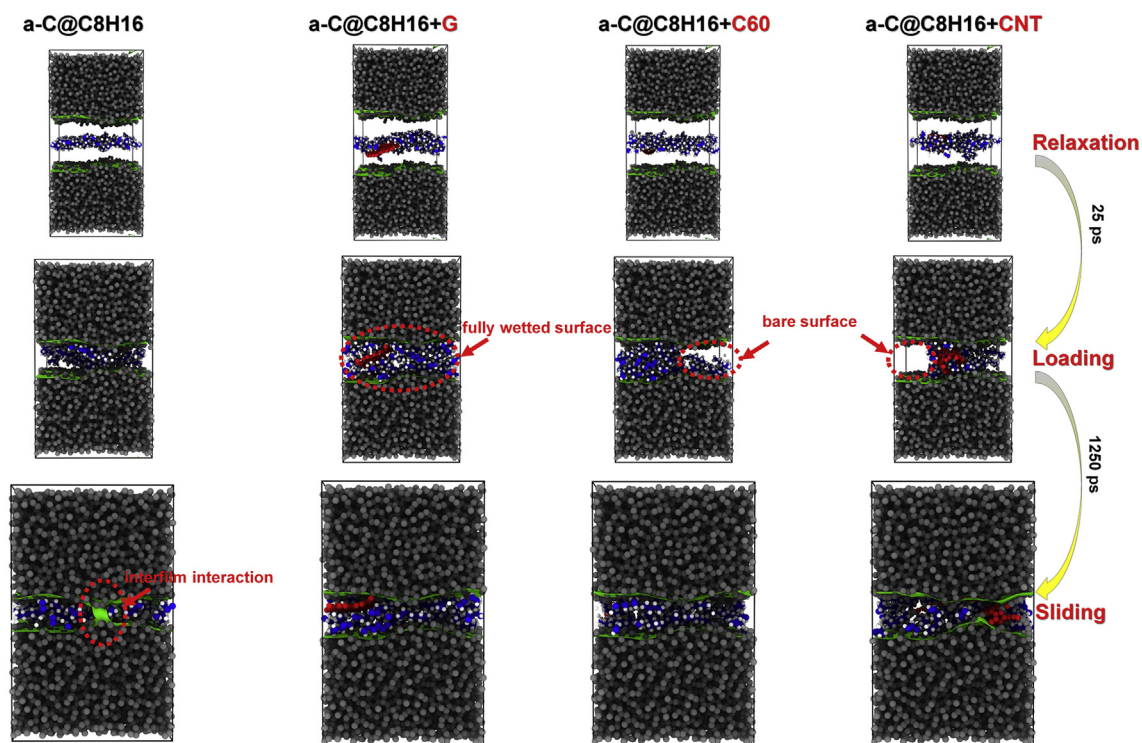 a-C@C8H16
a-C@C8H16+G
a-C@C8H16+C60
a-C@C8H16+CNT
Relaxation
25 ps
fully wetted surface
bare surface
Loading
1250 ps
interfilm interaction
Sliding